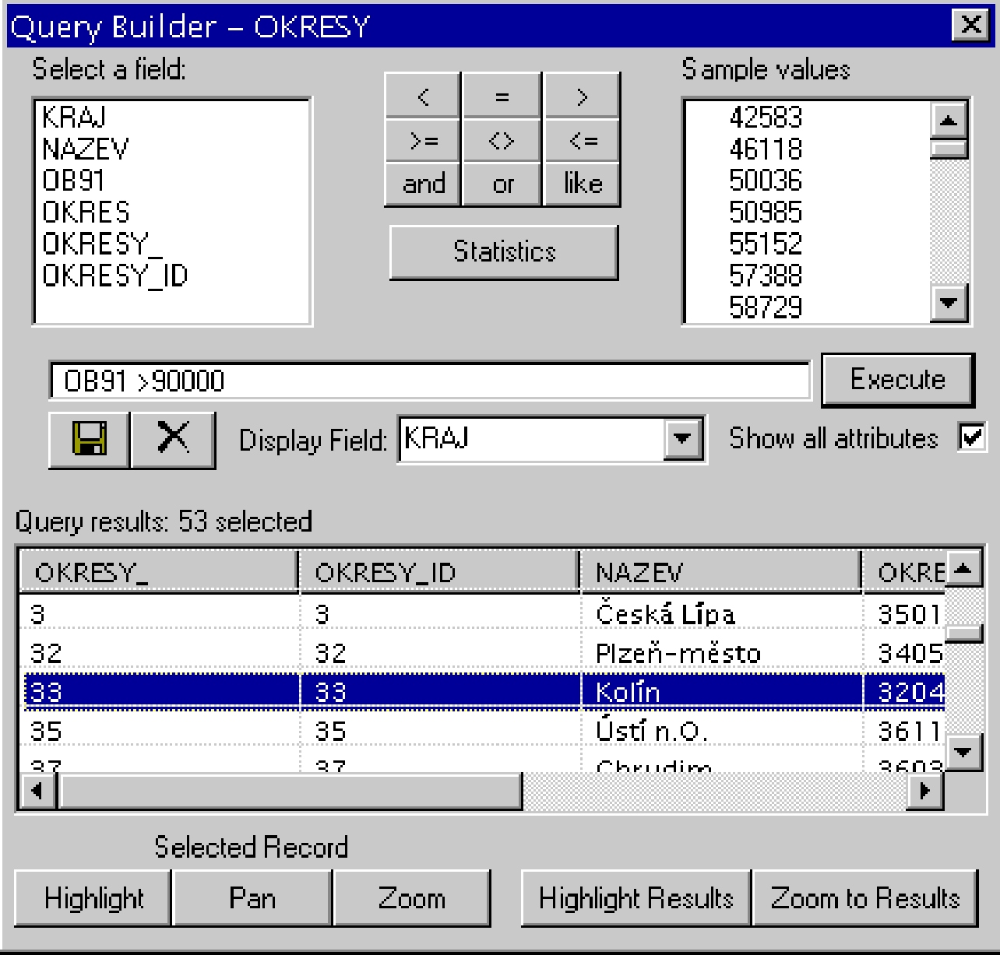 Query Builder – OKRESY
Select a field:
KRAJ
NAZEV
OB91
OKRES
OKRESY_
OKRESY_ID
< = >
>= <> <=
and or like
Statistics
Sample values
42583
46118
50036
50985
55152
57388
58729
OB91 >90000
Execute
Display Field: KRAJ
Show all attributes
Query results: 53 selected
OKRESY_ OKRESY_ID NAZEV OKRE
3 3 Česká Lípa 3501
32 32 Plzeň-město 3405
33 33 Kolín 3204
35 35 Ústí n.O. 3611
37 37 Chrudim 3603
Selected Record
Highlight Pan Zoom Highlight Results Zoom to Results